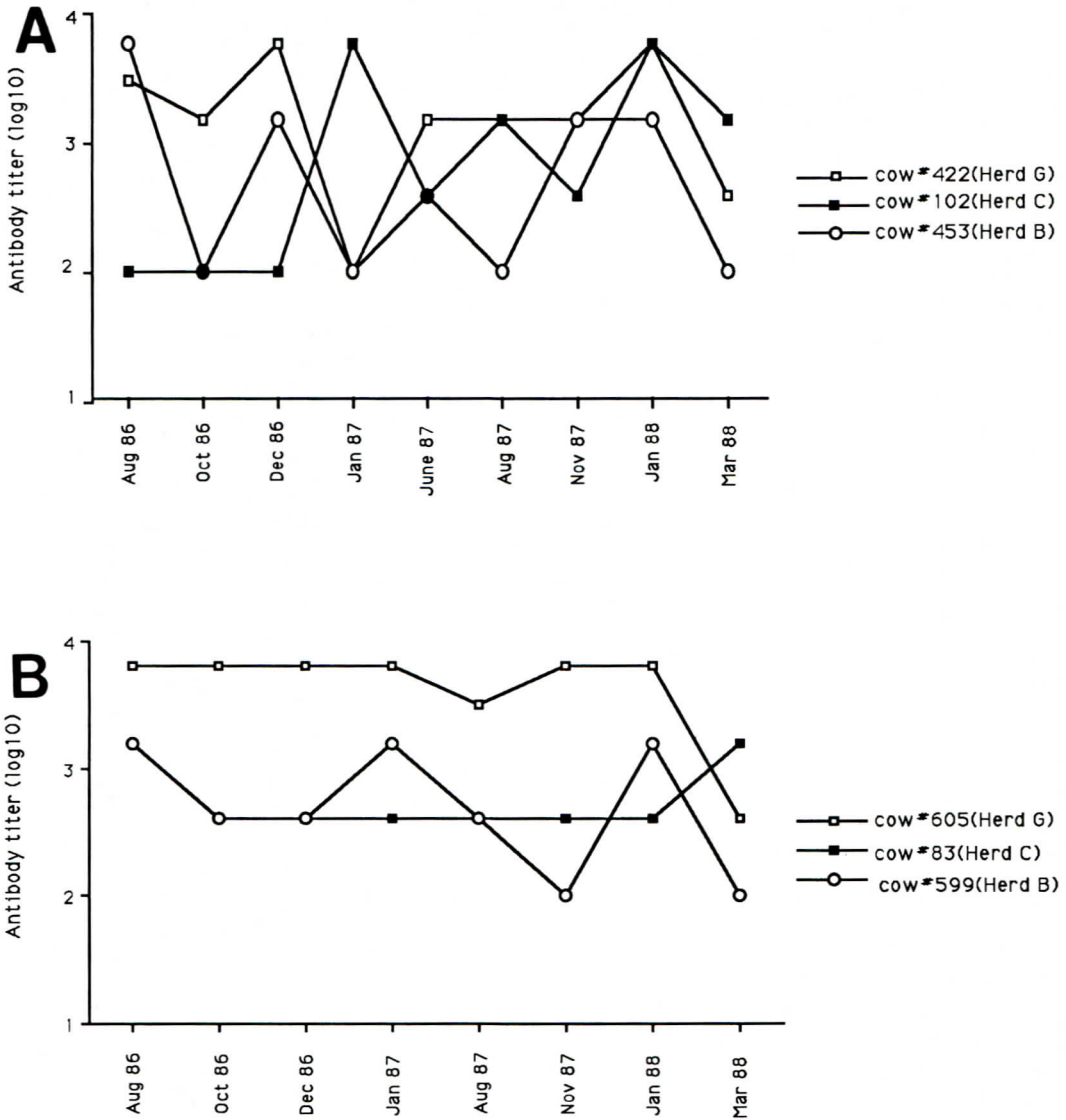 A
Antibody titer (log10)
4
3
2
1
Aug 86
Oct 86
Dec 86
Jan 87
June 87
Aug 87
Nov 87
Jan 88
Mar 88
cow#422(Herd G)
cow#102(Herd C)
cow#453(Herd B)
B
Antibody titer (log10)
4
3
2
1
Aug 86
Oct 86
Dec 86
Jan 87
Aug 87
Nov 87
Jan 88
Mar 88
cow#605(Herd G)
cow#83(Herd C)
cow#599(Herd B)